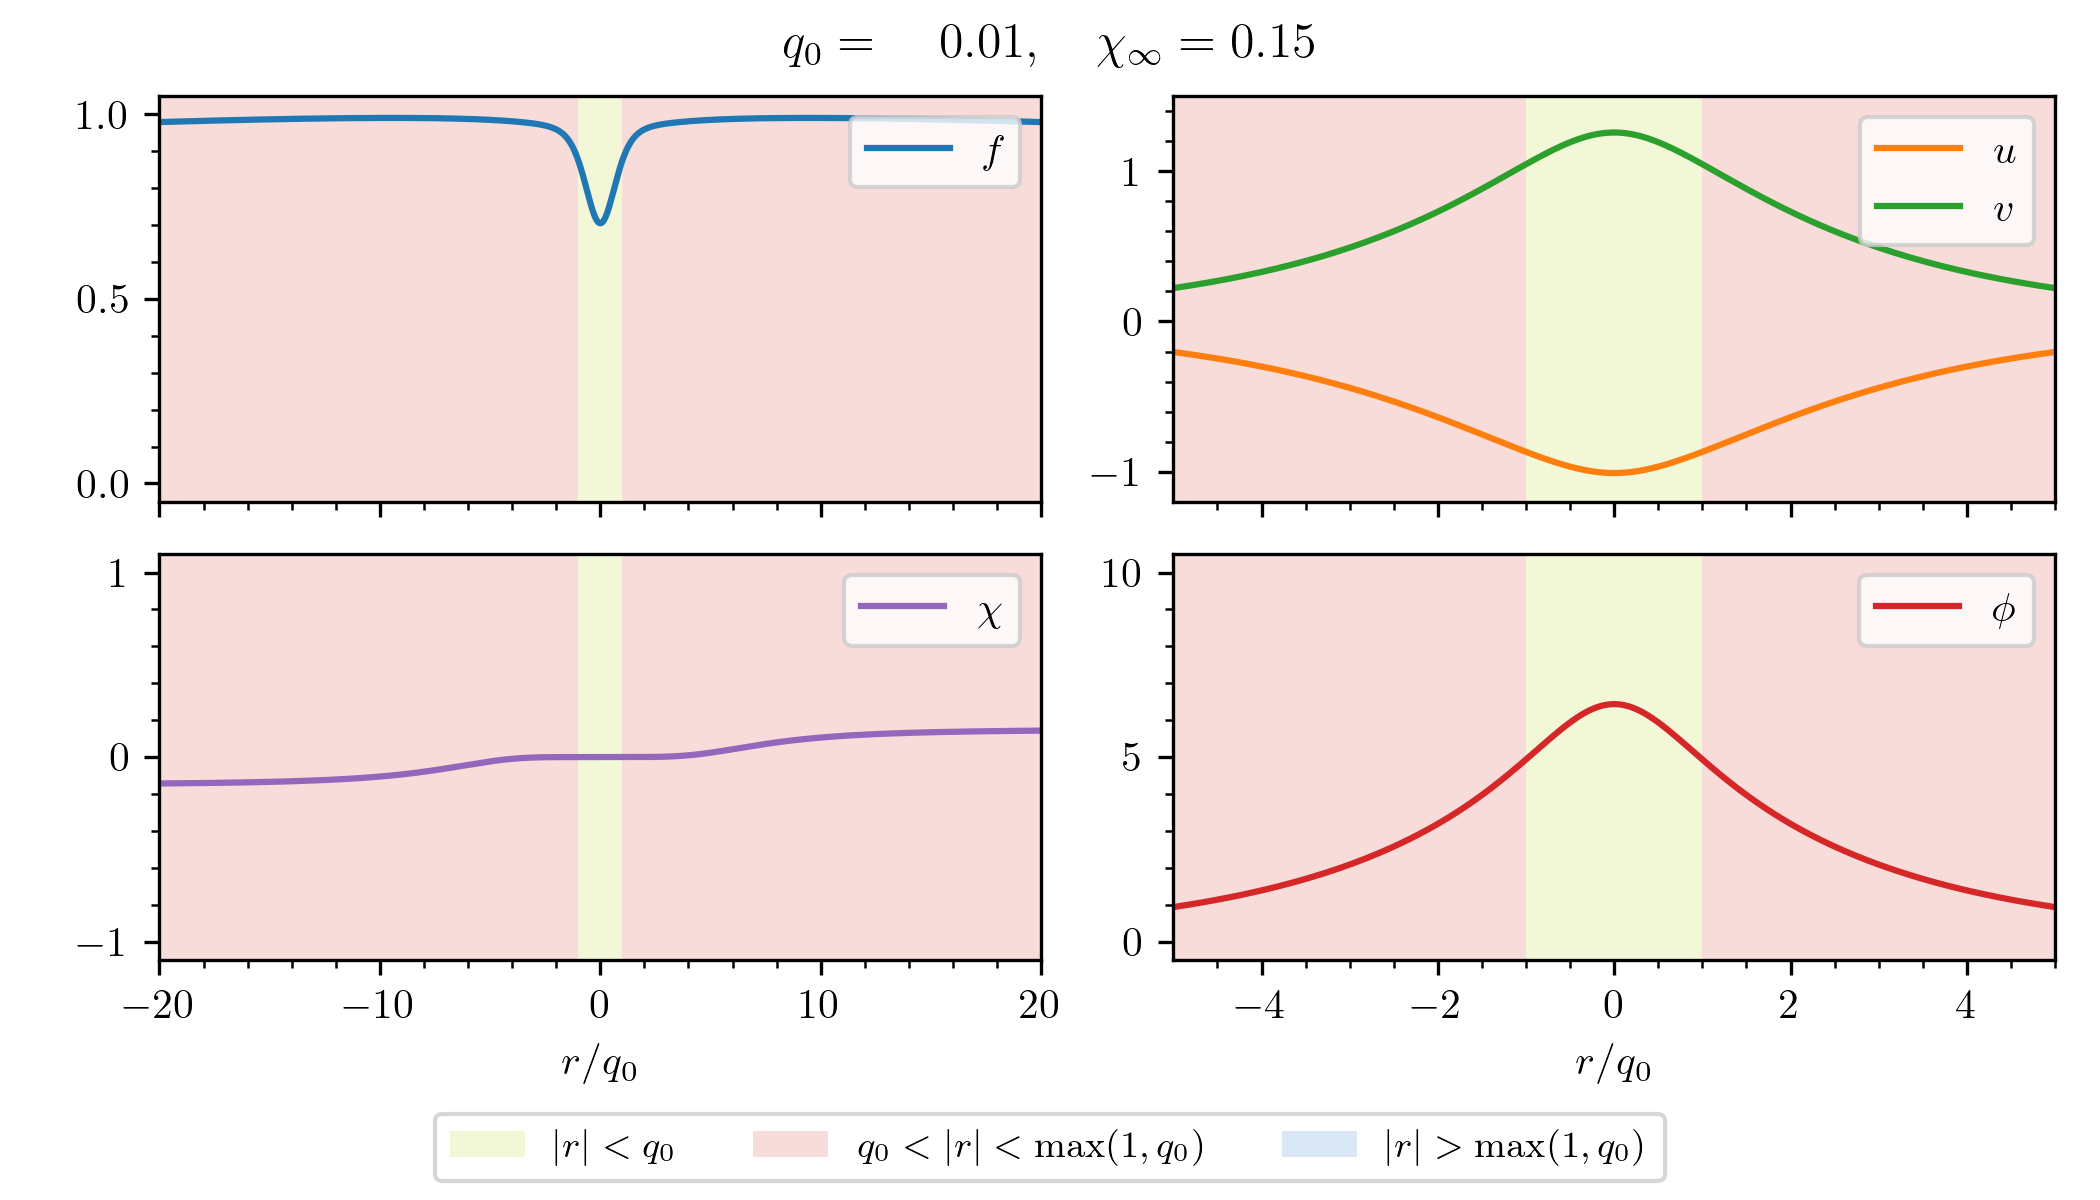 q₀ = 0.01, χ∞ = 0.15
1.0
0.5
0.0
f
1
0
−1
u
v
1
0
−1
χ
−20 −10 0 10 20
r/q₀
10
5
0
ϕ
−4 −2 0 2 4
r/q₀
|r| < q₀ q₀ < |r| < max(1, q₀) |r| > max(1, q₀)